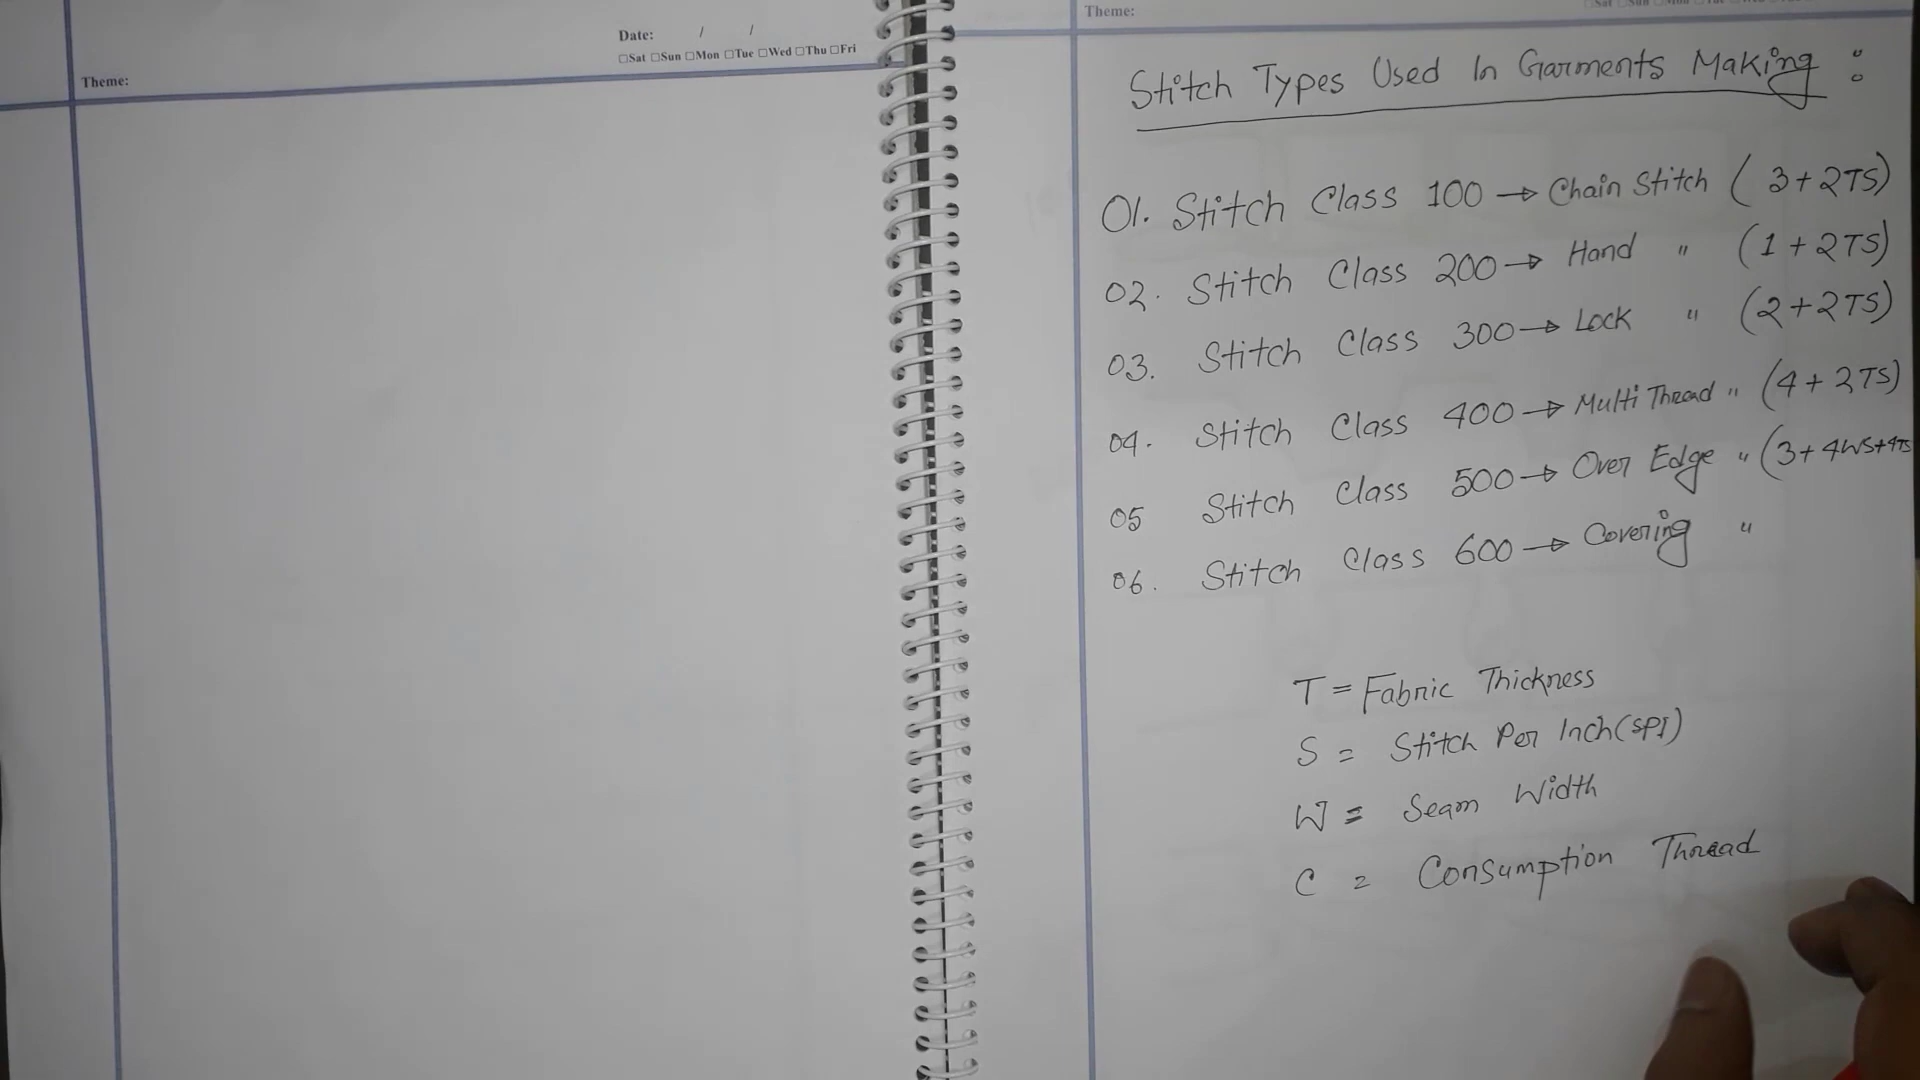 Date: / /
□Sat □Sun □Mon □Tue □Wed □Thu □Fri
Theme:
Theme:
Stitch Types Used In Garments Making :
01. Stitch Class 100 → Chain Stitch (3+2TS)
02. Stitch Class 200 → Hand " (1+2TS)
03. Stitch Class 300 → Lock " (2+2TS)
04. Stitch Class 400 → Multi Thread " (4+2TS)
05 Stitch Class 500 → Over Edge " (3+4WS+4TS
06. Stitch Class 600 → Covering "
T = Fabric Thickness
S = Stitch Per Inch (SPI)
W = Seam Width
C = Consumption Thread